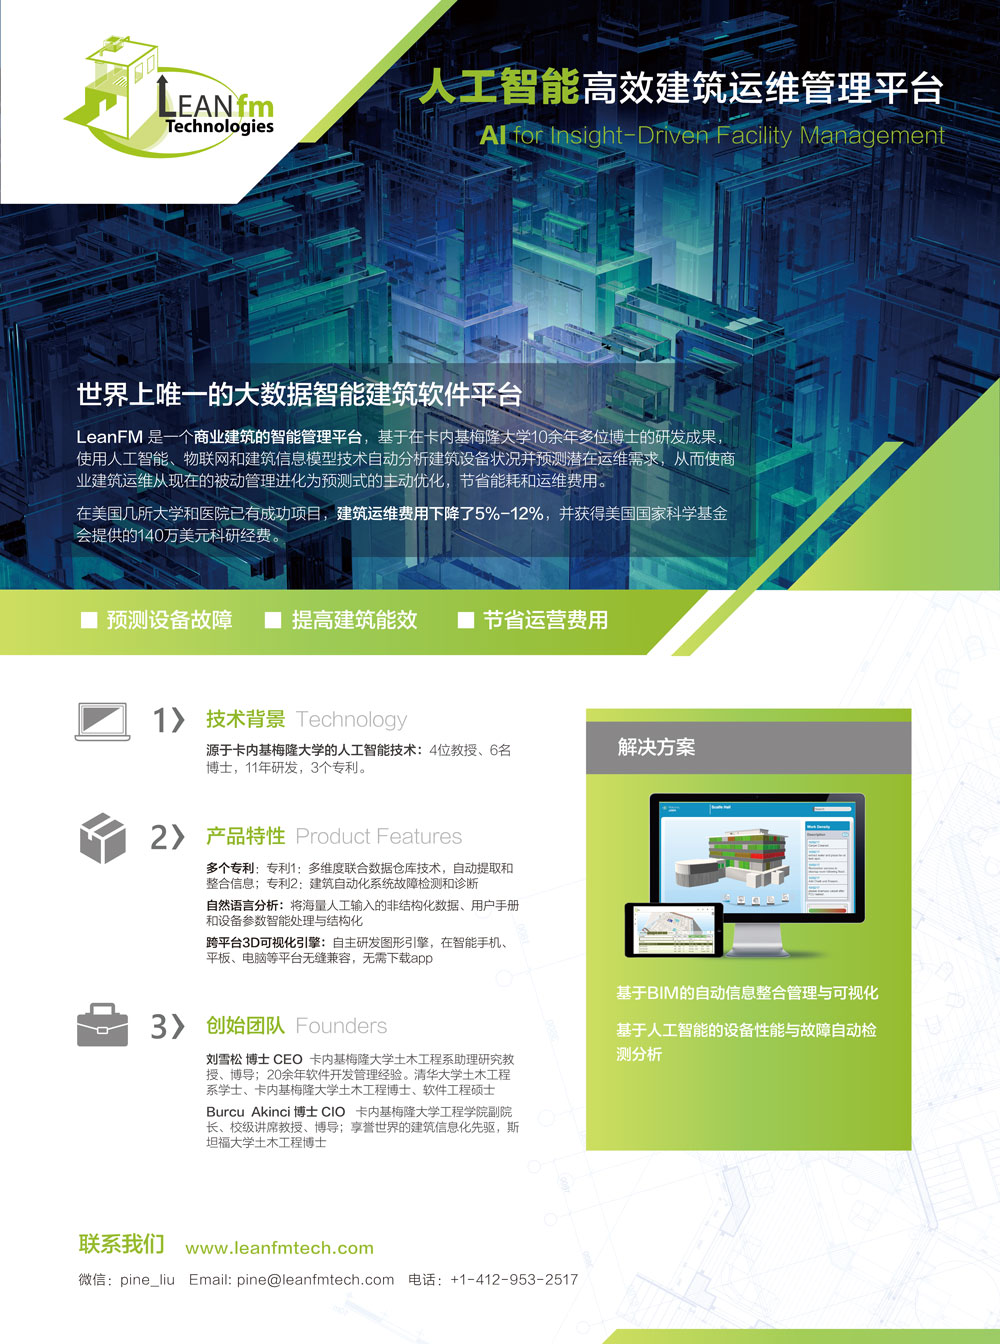 LEANfm
Technologies
人工智能高效建筑运维管理平台
AI for Insight-Driven Facility Management
世界上唯一的大数据智能建筑软件平台
LeanFM 是一个商业建筑的智能管理平台，基于在卡内基梅隆大学10余年多位博士的研发成果，
使用人工智能、物联网和建筑信息模型技术自动分析建筑设备状况并预测潜在运维需求，从而使商
业建筑运维从现在的被动管理进化为预测式的主动优化，节省能耗和运维费用。
在美国几所大学和医院已有成功项目，建筑运维费用下降了5%-12%，并获得美国国家科学基金
会提供的140万美元科研经费。
预测设备故障
提高建筑能效
节省运营费用
1
技术背景 Technology
源于卡内基梅隆大学的人工智能技术：4位教授、6名
博士，11年研发，3个专利。
2
产品特性 Product Features
多个专利：专利1：多维度联合数据仓库技术，自动提取和
整合信息；专利2：建筑自动化系统故障检测和诊断
自然语言分析：将海量人工输入的非结构化数据、用户手册
和设备参数智能处理与结构化
跨平台3D可视化引擎：自主研发图形引擎，在智能手机、
平板、电脑等平台无缝兼容，无需下载app
3
创始团队 Founders
刘雪松 博士 CEO 卡内基梅隆大学土木工程系助理研究教
授、博导；20余年软件开发管理经验。清华大学土木工程
系学士、卡内基梅隆大学土木工程博士、软件工程硕士
Burcu Akinci 博士 CIO 卡内基梅隆大学工程学院副院
长、校级讲席教授、博导；享誉世界的建筑信息化先驱，斯
坦福大学土木工程博士
解决方案
Scaife Hall
Work Density
基于BIM的自动信息整合管理与可视化
基于人工智能的设备性能与故障自动检
测分析
联系我们 www.leanfmtech.com
微信：pine_liu Email: pine@leanfmtech.com 电话：+1-412-953-2517